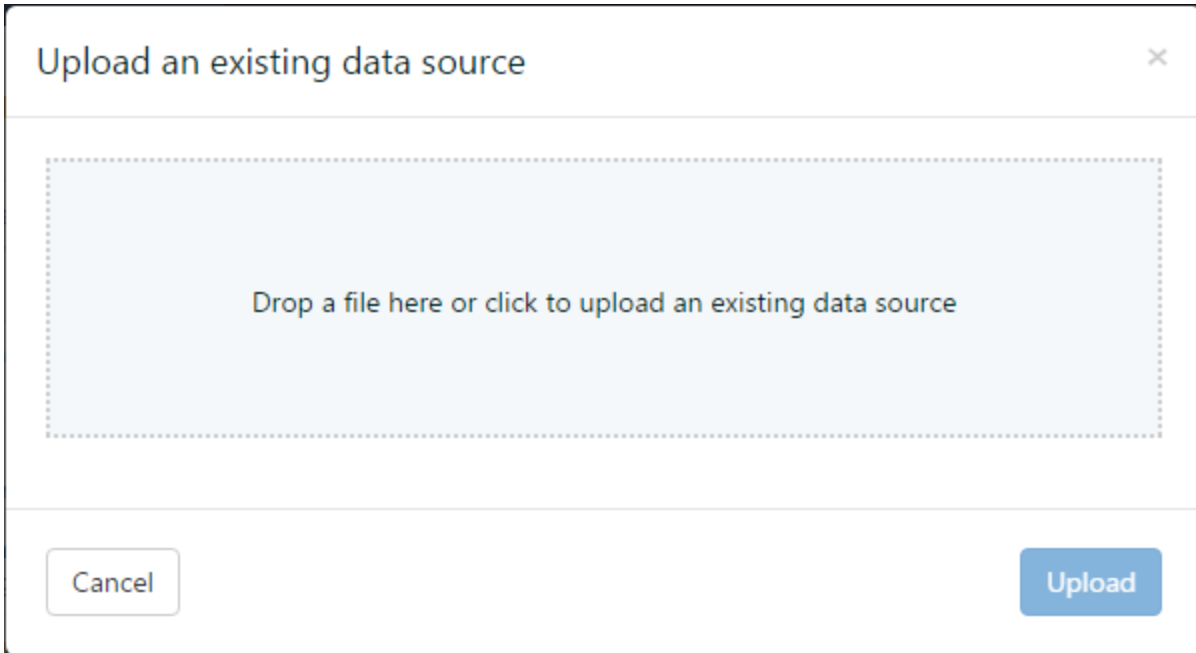 Upload an existing data source
×
Drop a file here or click to upload an existing data source
Cancel
Upload